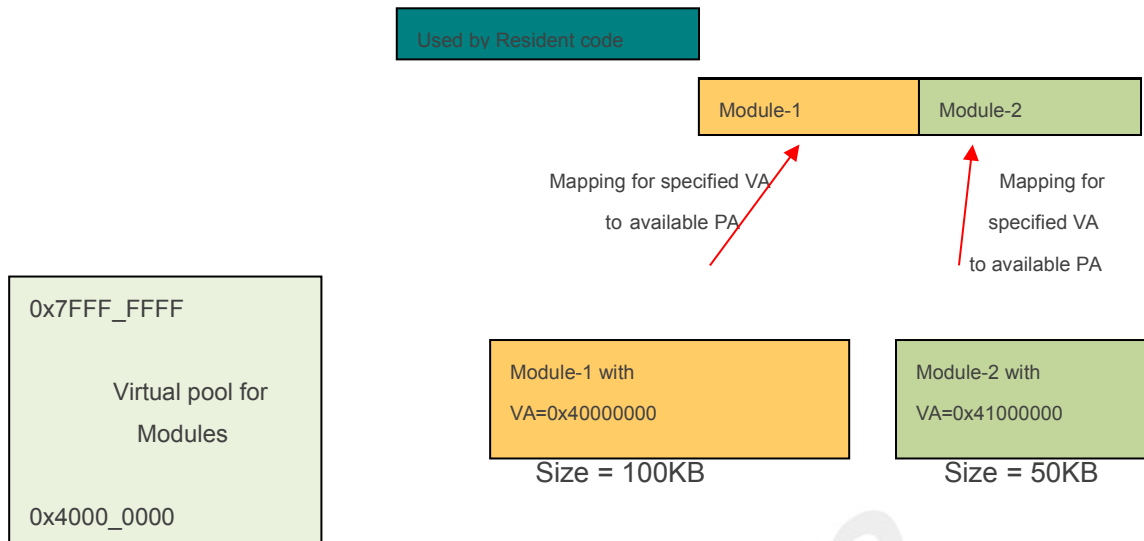 Used by Resident code
Module-1
Module-2
Mapping for specified VA
to available PA
Mapping for
specified VA
to available PA
0x7FFF_FFFF
Virtual pool for
Modules
0x4000_0000
Module-1 with
VA=0x40000000
Size = 100KB
Module-2 with
VA=0x41000000
Size = 50KB